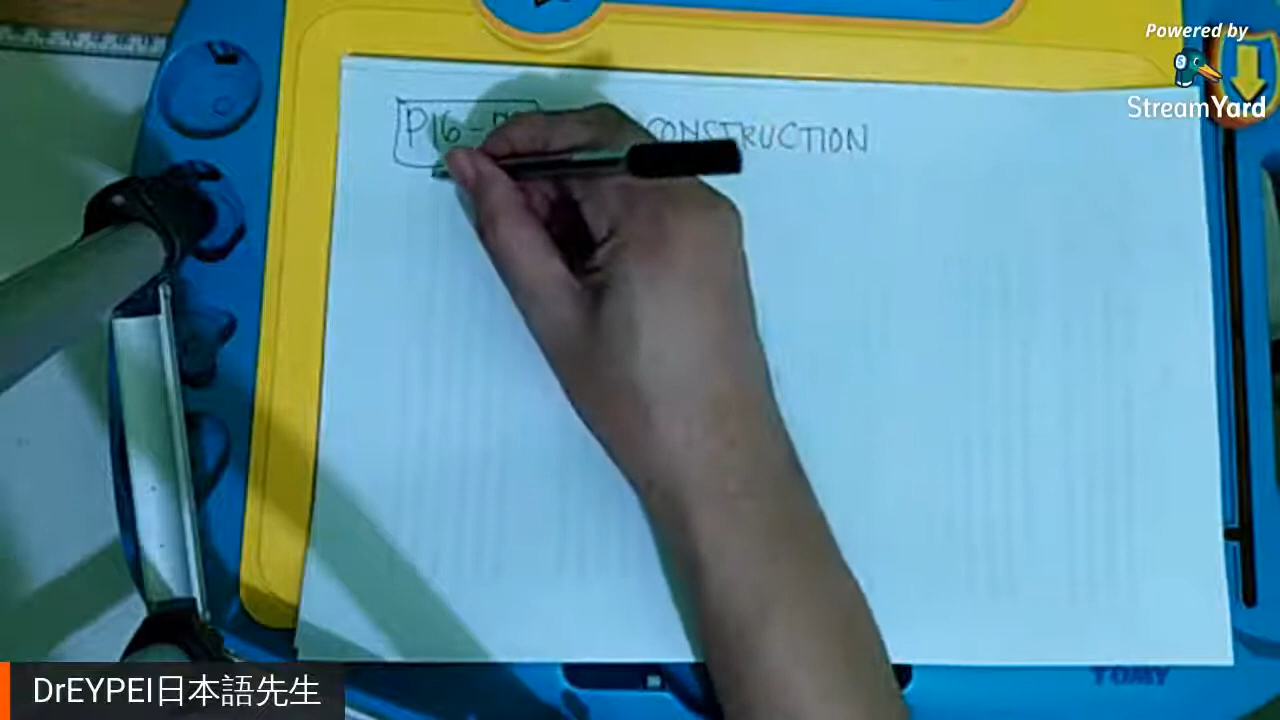 Powered by
StreamYard
P16- CONSTRUCTION
TOMY
DrEYPEI日本語先生